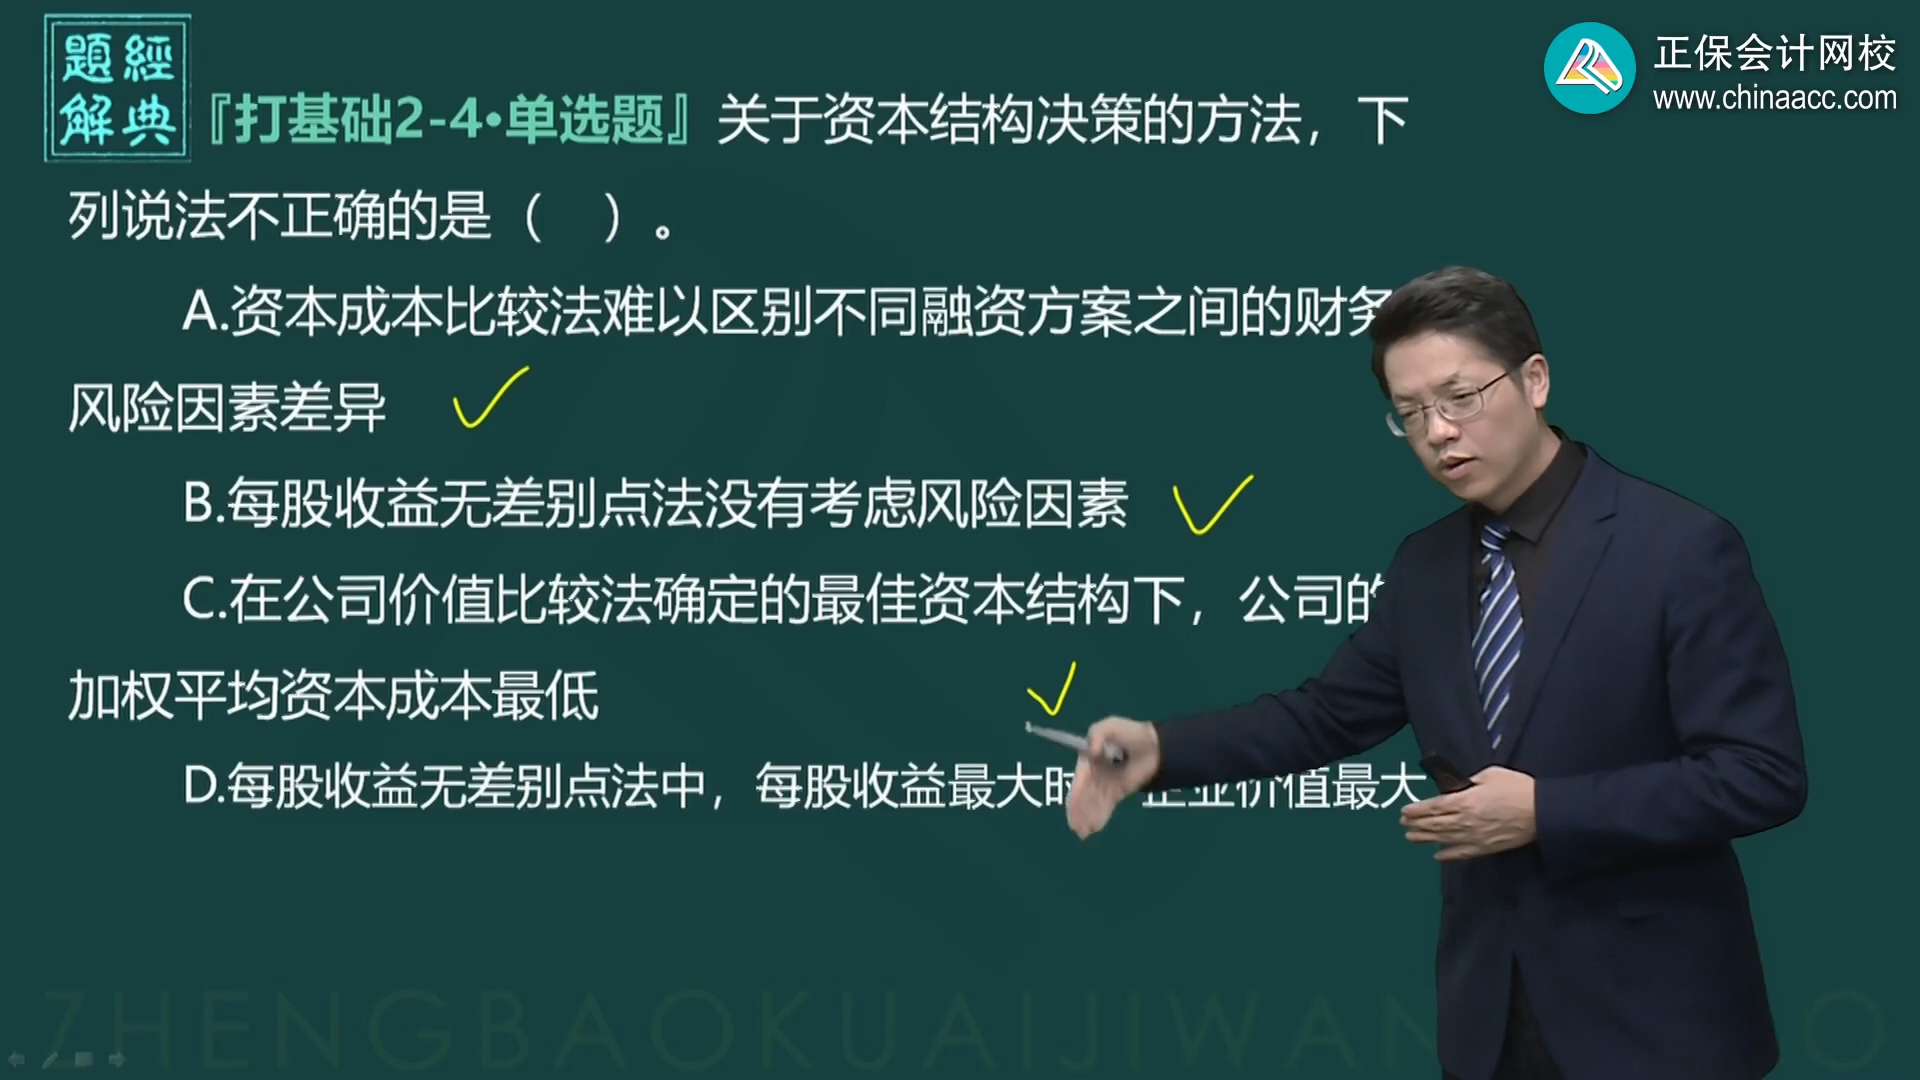 經典題解
正保会计网校
www.chinaacc.com
『打基础2-4•单选题』关于资本结构决策的方法，下
列说法不正确的是（　）。
A.资本成本比较法难以区别不同融资方案之间的财务
风险因素差异
B.每股收益无差别点法没有考虑风险因素
C.在公司价值比较法确定的最佳资本结构下，公司的
加权平均资本成本最低
D.每股收益无差别点法中，每股收益最大时 企业价值最大
ZHENGBAOKUAIJIWAN O